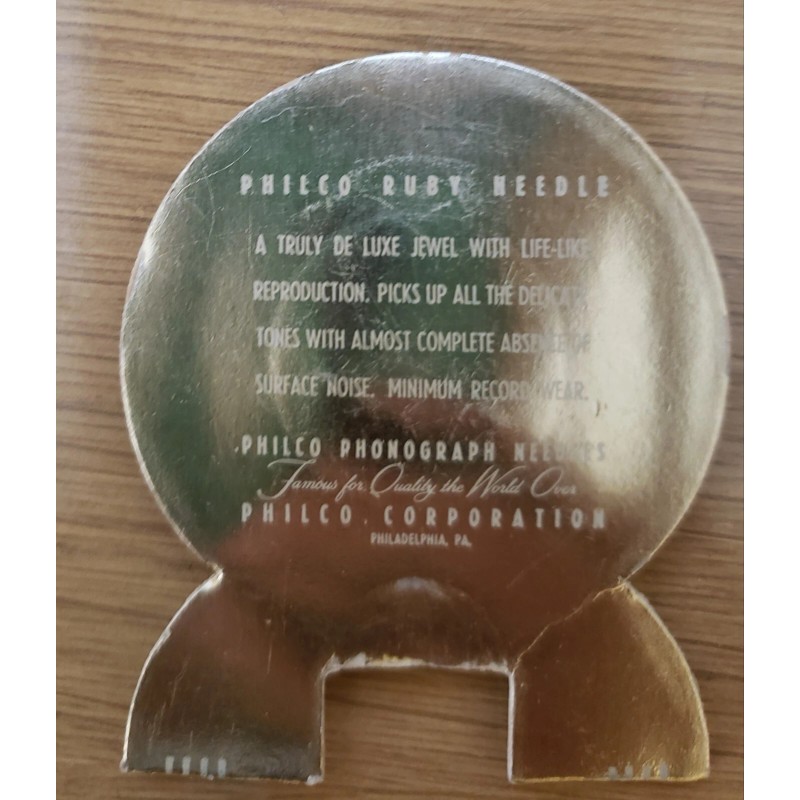 PHILCO RUBY NEEDLE
A TRULY DE LUXE JEWEL WITH LIFE-LIKE
REPRODUCTION. PICKS UP ALL THE DELICATE
TONES WITH ALMOST COMPLETE ABSENCE OF
SURFACE NOISE. MINIMUM RECORD WEAR.
PHILCO PHONOGRAPH NEEDLES
Famous for Quality the World Over
PHILCO CORPORATION
PHILADELPHIA, PA.